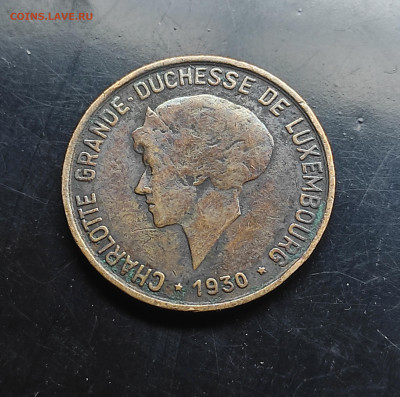 COINS.LAVE.RU
CHARLOTTE GRANDE·DUCHESSE DE LUXEMBOURG
* 1930 *